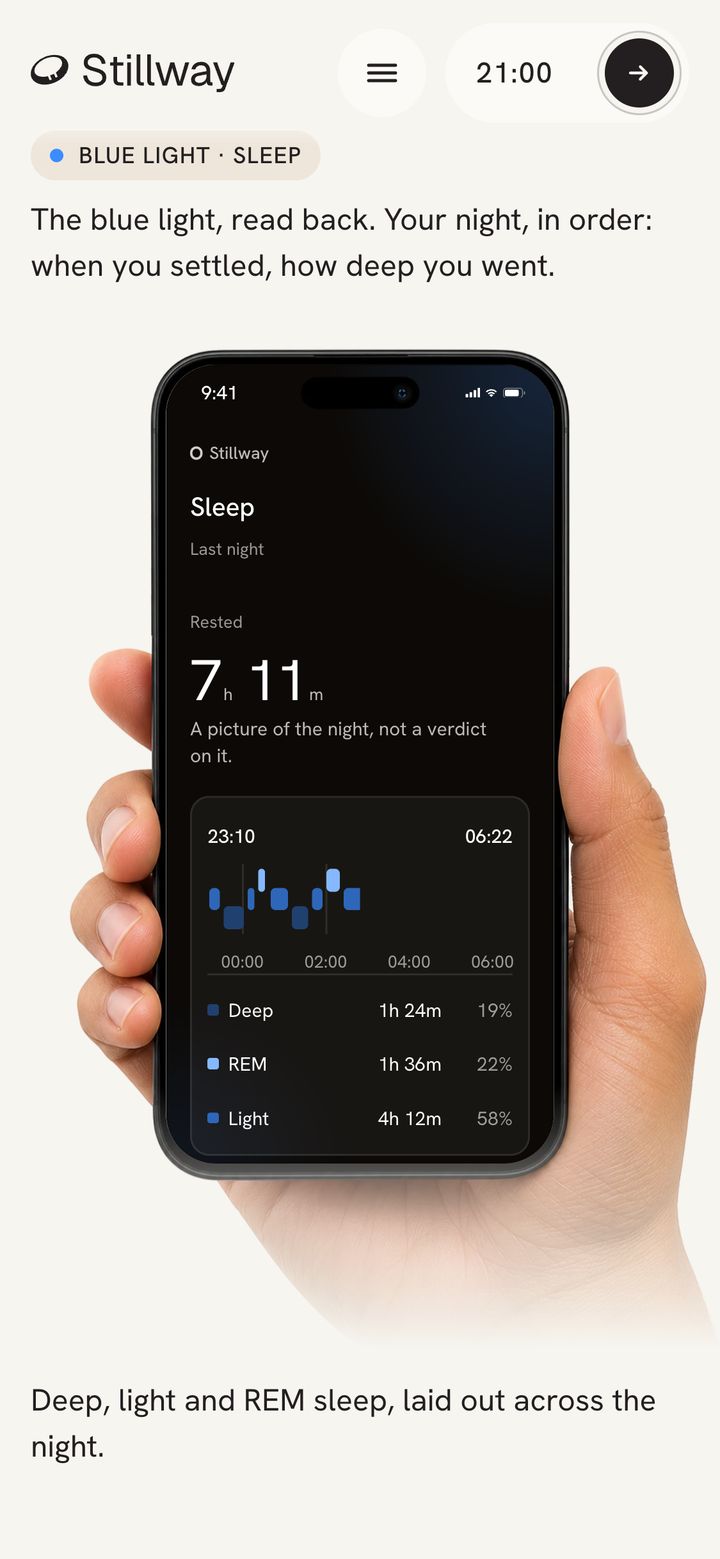 Stillway
21:00
BLUE LIGHT · SLEEP
The blue light, read back. Your night, in order:
when you settled, how deep you went.
9:41
Stillway
Sleep
Last night
Rested
7h 11m
A picture of the night, not a verdict
on it.
23:10 06:22
00:00 02:00 04:00 06:00
Deep 1h 24m 19%
REM 1h 36m 22%
Light 4h 12m 58%
Deep, light and REM sleep, laid out across the
night.